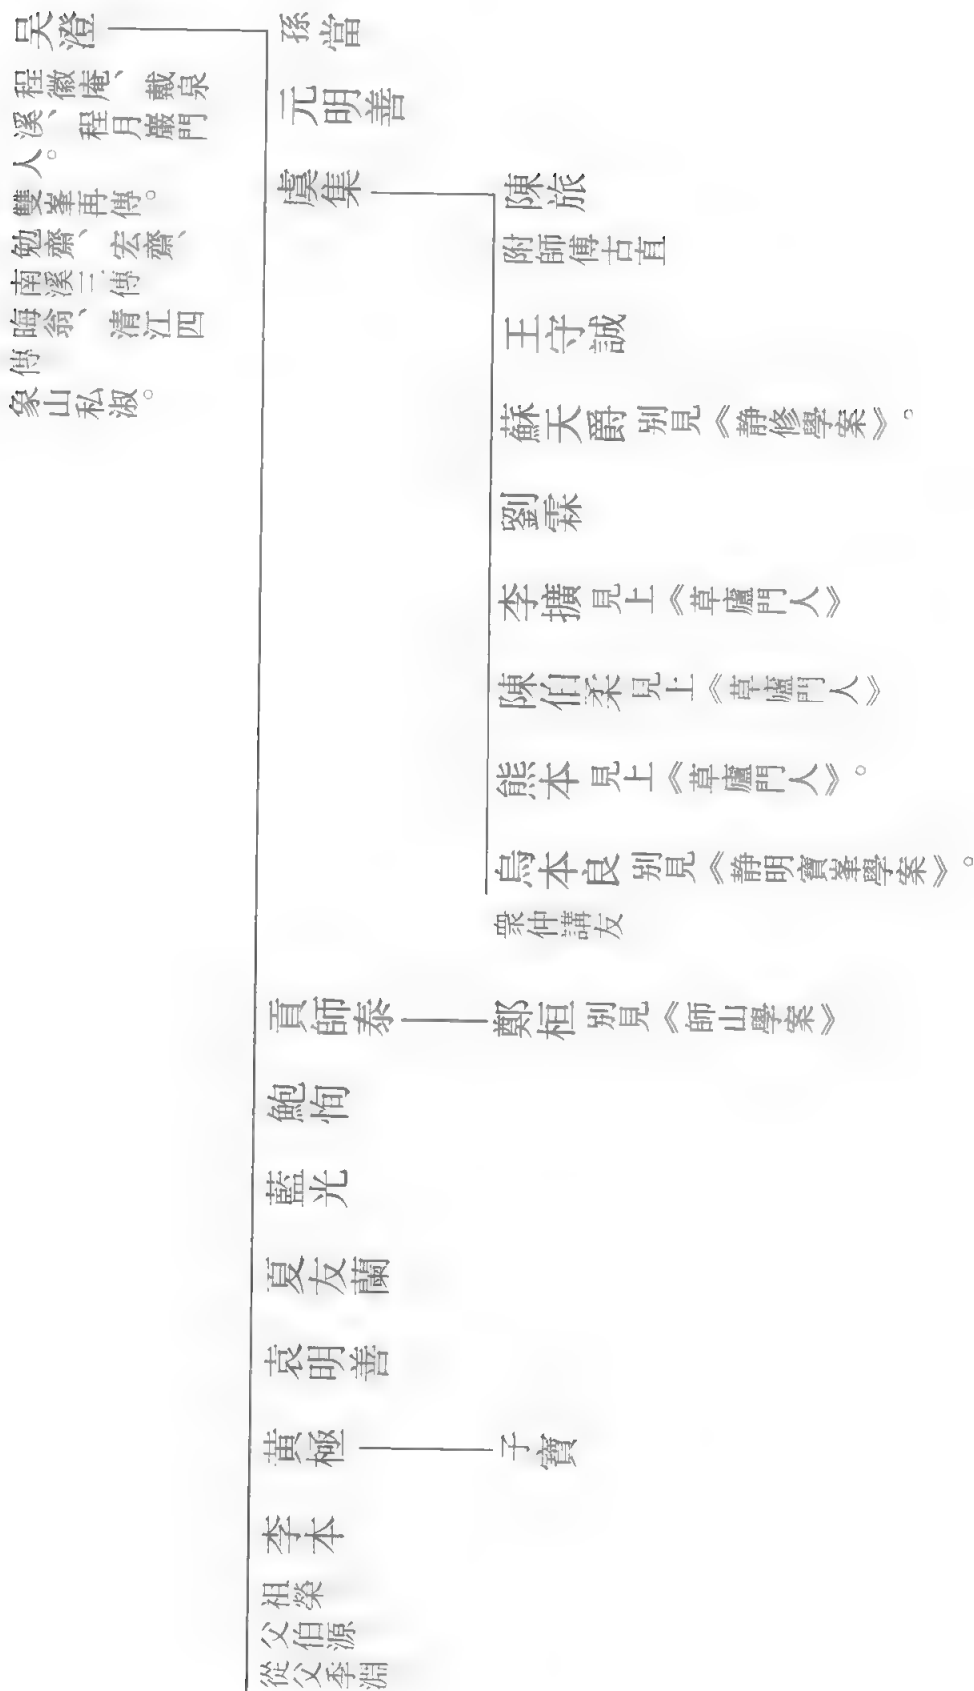 吴澄
程徽庵、戴泉
溪、程月巖門
人。
雙峯再傳。
勉齋、宏齋、
南溪三傳
晦翁、清江四
傳
象山私淑。
孫當
元明善
虞集
陳旅
附師傅古直
王守誠
蘇天爵別見《静修學案》。
劉霖
李擴見上《草廬門人》
陳伯柔見上《草廬門人》
熊本見上《草廬門人》。
烏本良別見《静明寶峯學案》。
衆仲講友
貢師泰
鄭桓別見《師山學案》
鮑恂
藍光
夏友蘭
袁明善
黄極
子寶
李本
祖榮
父伯源
從父季淵